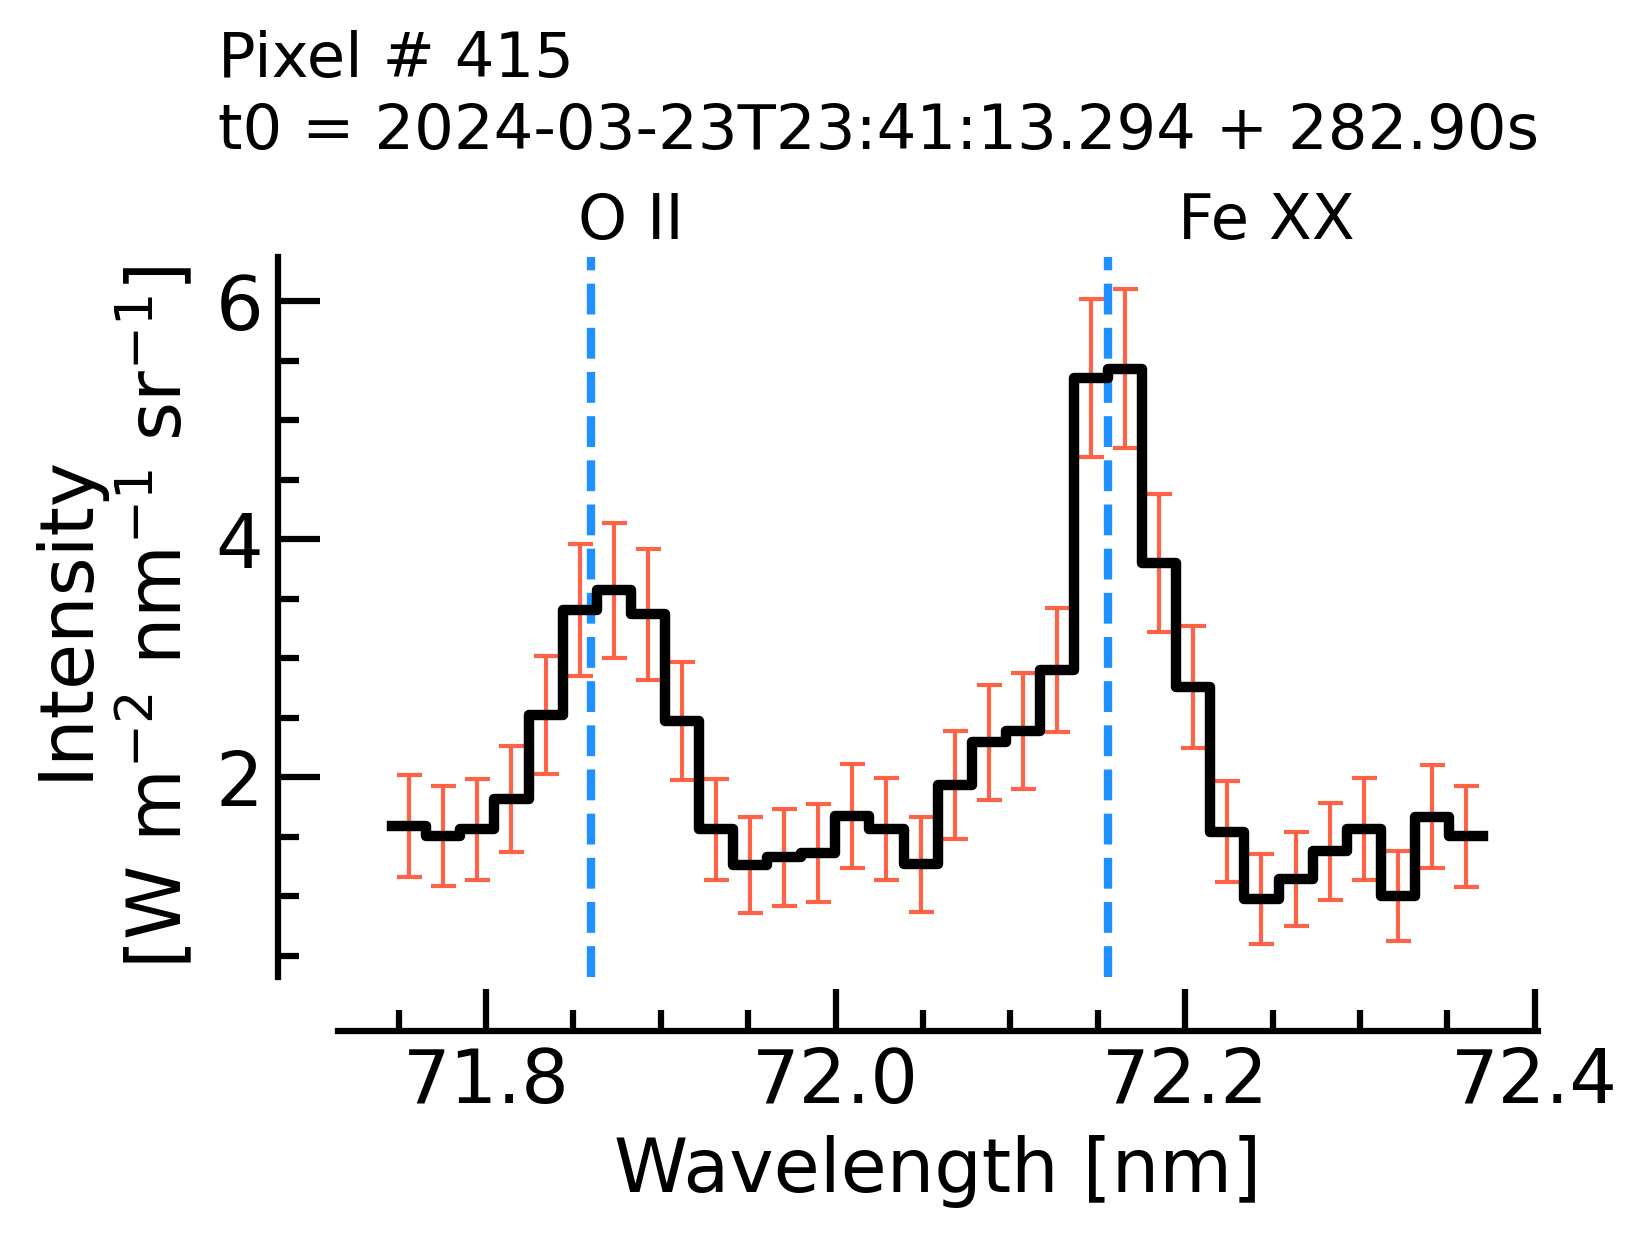 Pixel # 415
t0 = 2024-03-23T23:41:13.294 + 282.90s
O II
Fe XX
Intensity
[W m⁻² nm⁻¹ sr⁻¹]
6
4
2
71.8 72.0 72.2 72.4
Wavelength [nm]